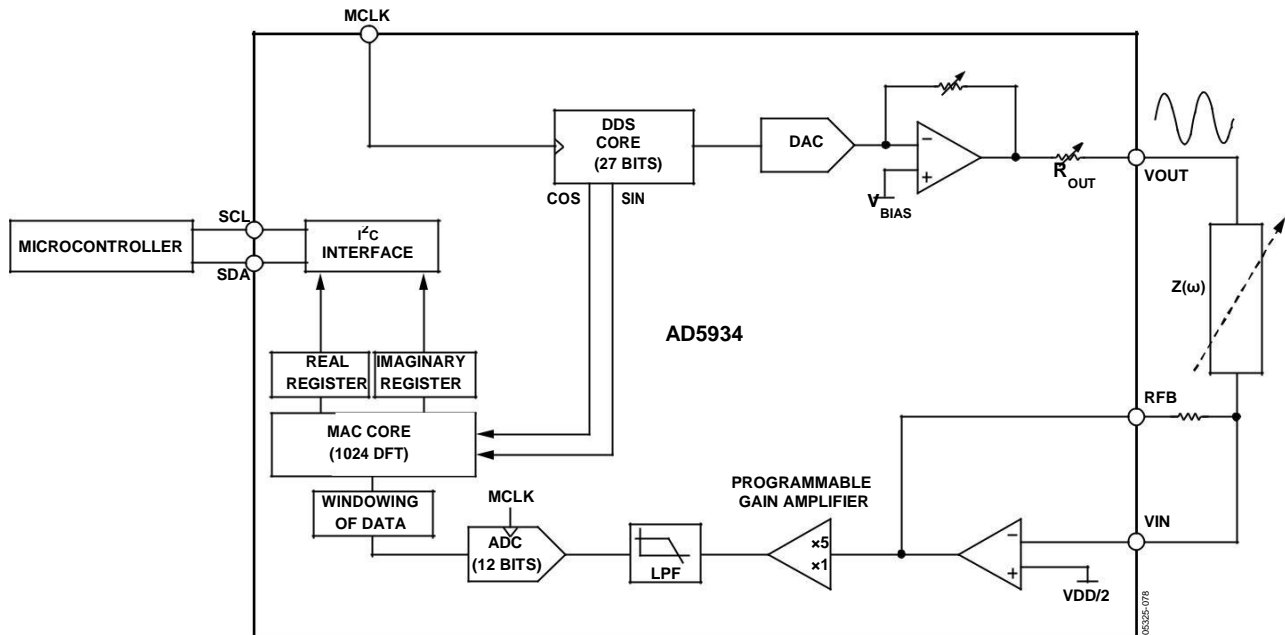 MCLK
DDS
CORE
(27 BITS)
DAC
−
+
V
BIAS
R
OUT
VOUT
COS
SIN
SCL
MICROCONTROLLER
I²C
INTERFACE
SDA
Z(ω)
AD5934
REAL
REGISTER
IMAGINARY
REGISTER
RFB
MAC CORE
(1024 DFT)
PROGRAMMABLE
GAIN AMPLIFIER
WINDOWING
OF DATA
MCLK
ADC
(12 BITS)
LPF
×5
×1
−
+
VIN
VDD/2
05325-078